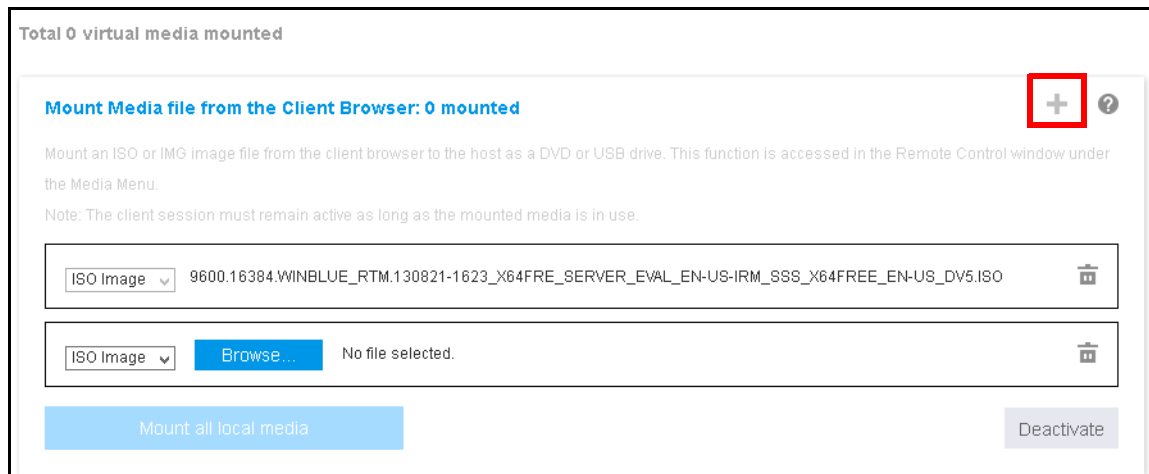 Total 0 virtual media mounted
Mount Media file from the Client Browser: 0 mounted
Mount an ISO or IMG image file from the client browser to the host as a DVD or USB drive. This function is accessed in the Remote Control window under
the Media Menu.
Note: The client session must remain active as long as the mounted media is in use.
ISO Image 9600.16384.WINBLUE_RTM.130821-1623_X64FRE_SERVER_EVAL_EN-US-IRM_SSS_X64FREE_EN-US_DV5.ISO
ISO Image Browse... No file selected.
Mount all local media Deactivate